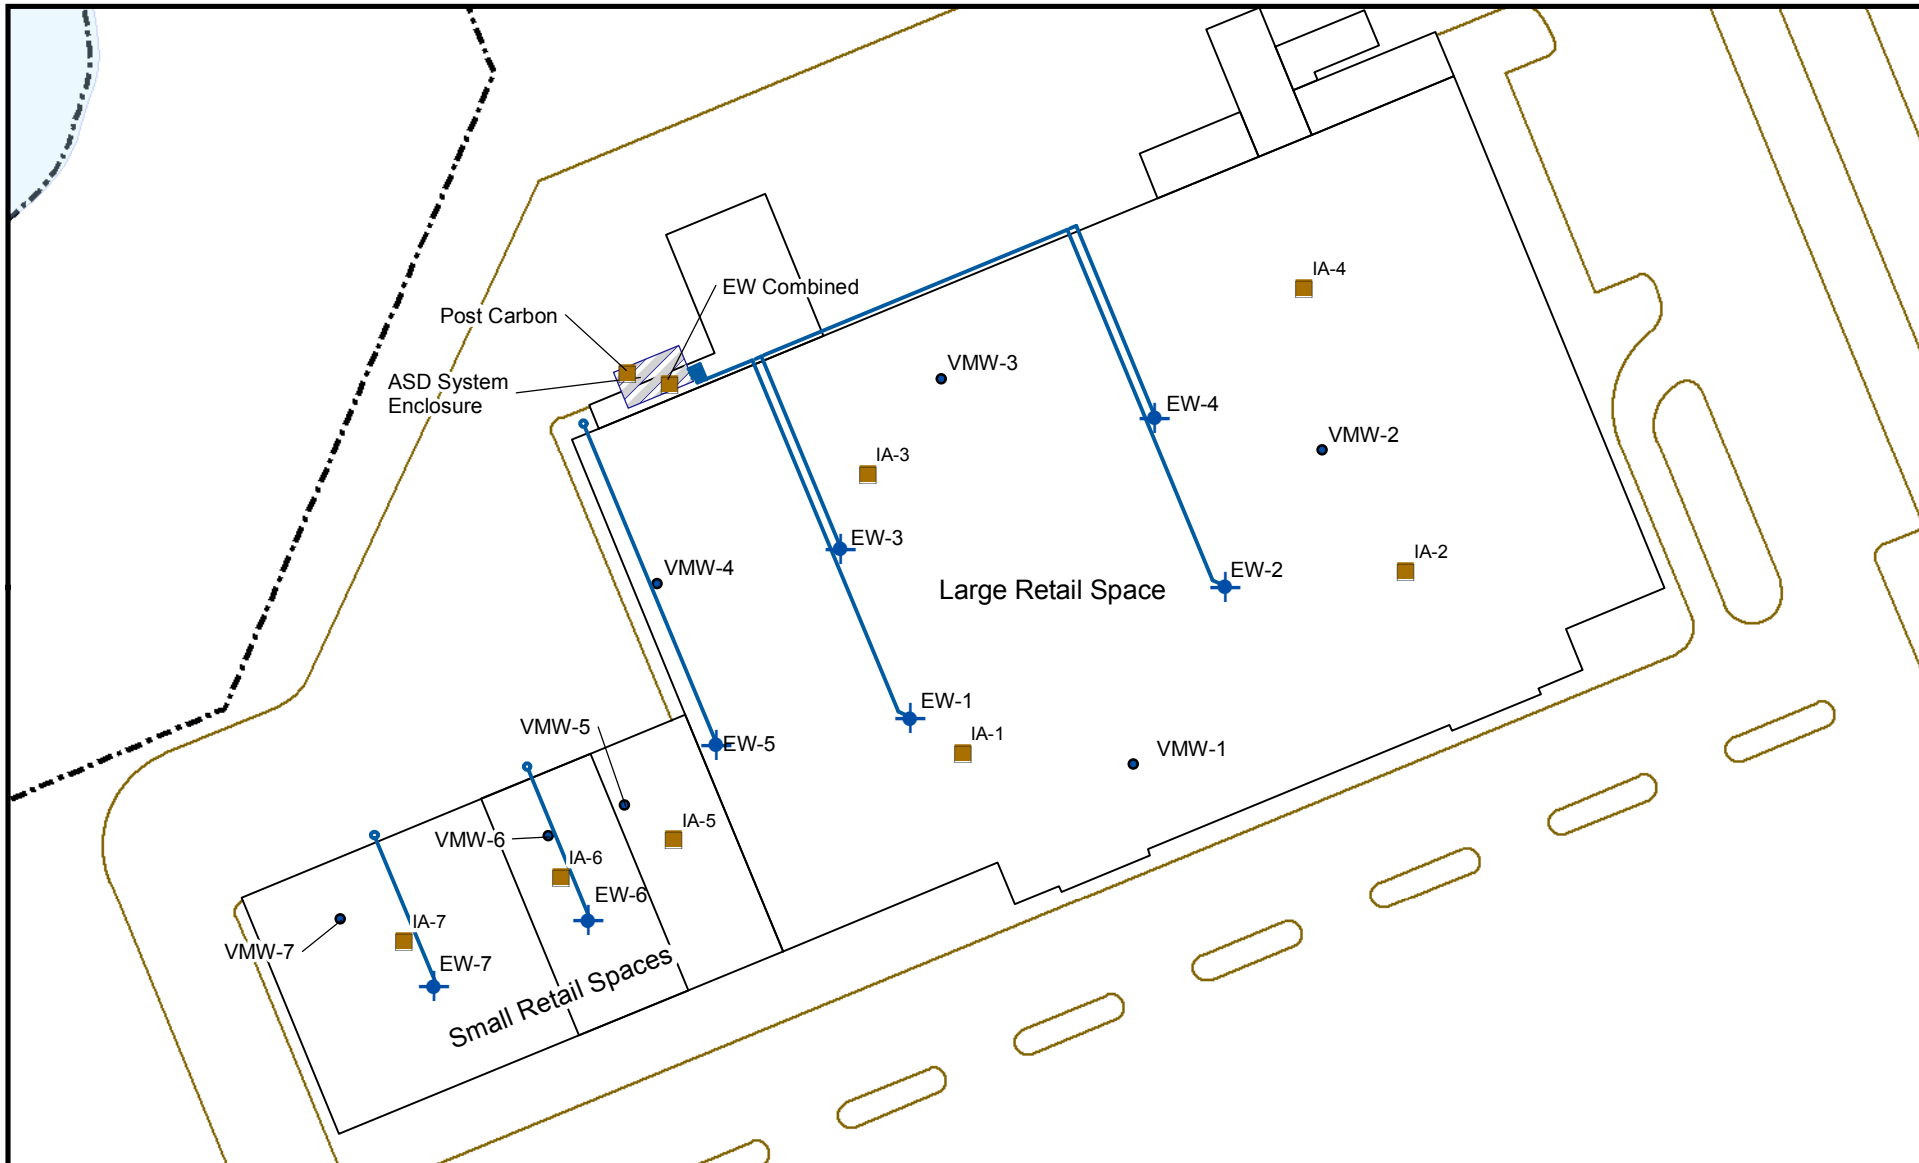 IA-4
EW Combined
Post Carbon
VMW-3
ASD System
Enclosure
EW-4
VMW-2
IA-3
EW-3
IA-2
VMW-4
EW-2
Large Retail Space
EW-1
VMW-5
IA-1
EW-5
VMW-1
IA-5
VMW-6
IA-6
EW-6
IA-7
VMW-7
EW-7
Small Retail Spaces